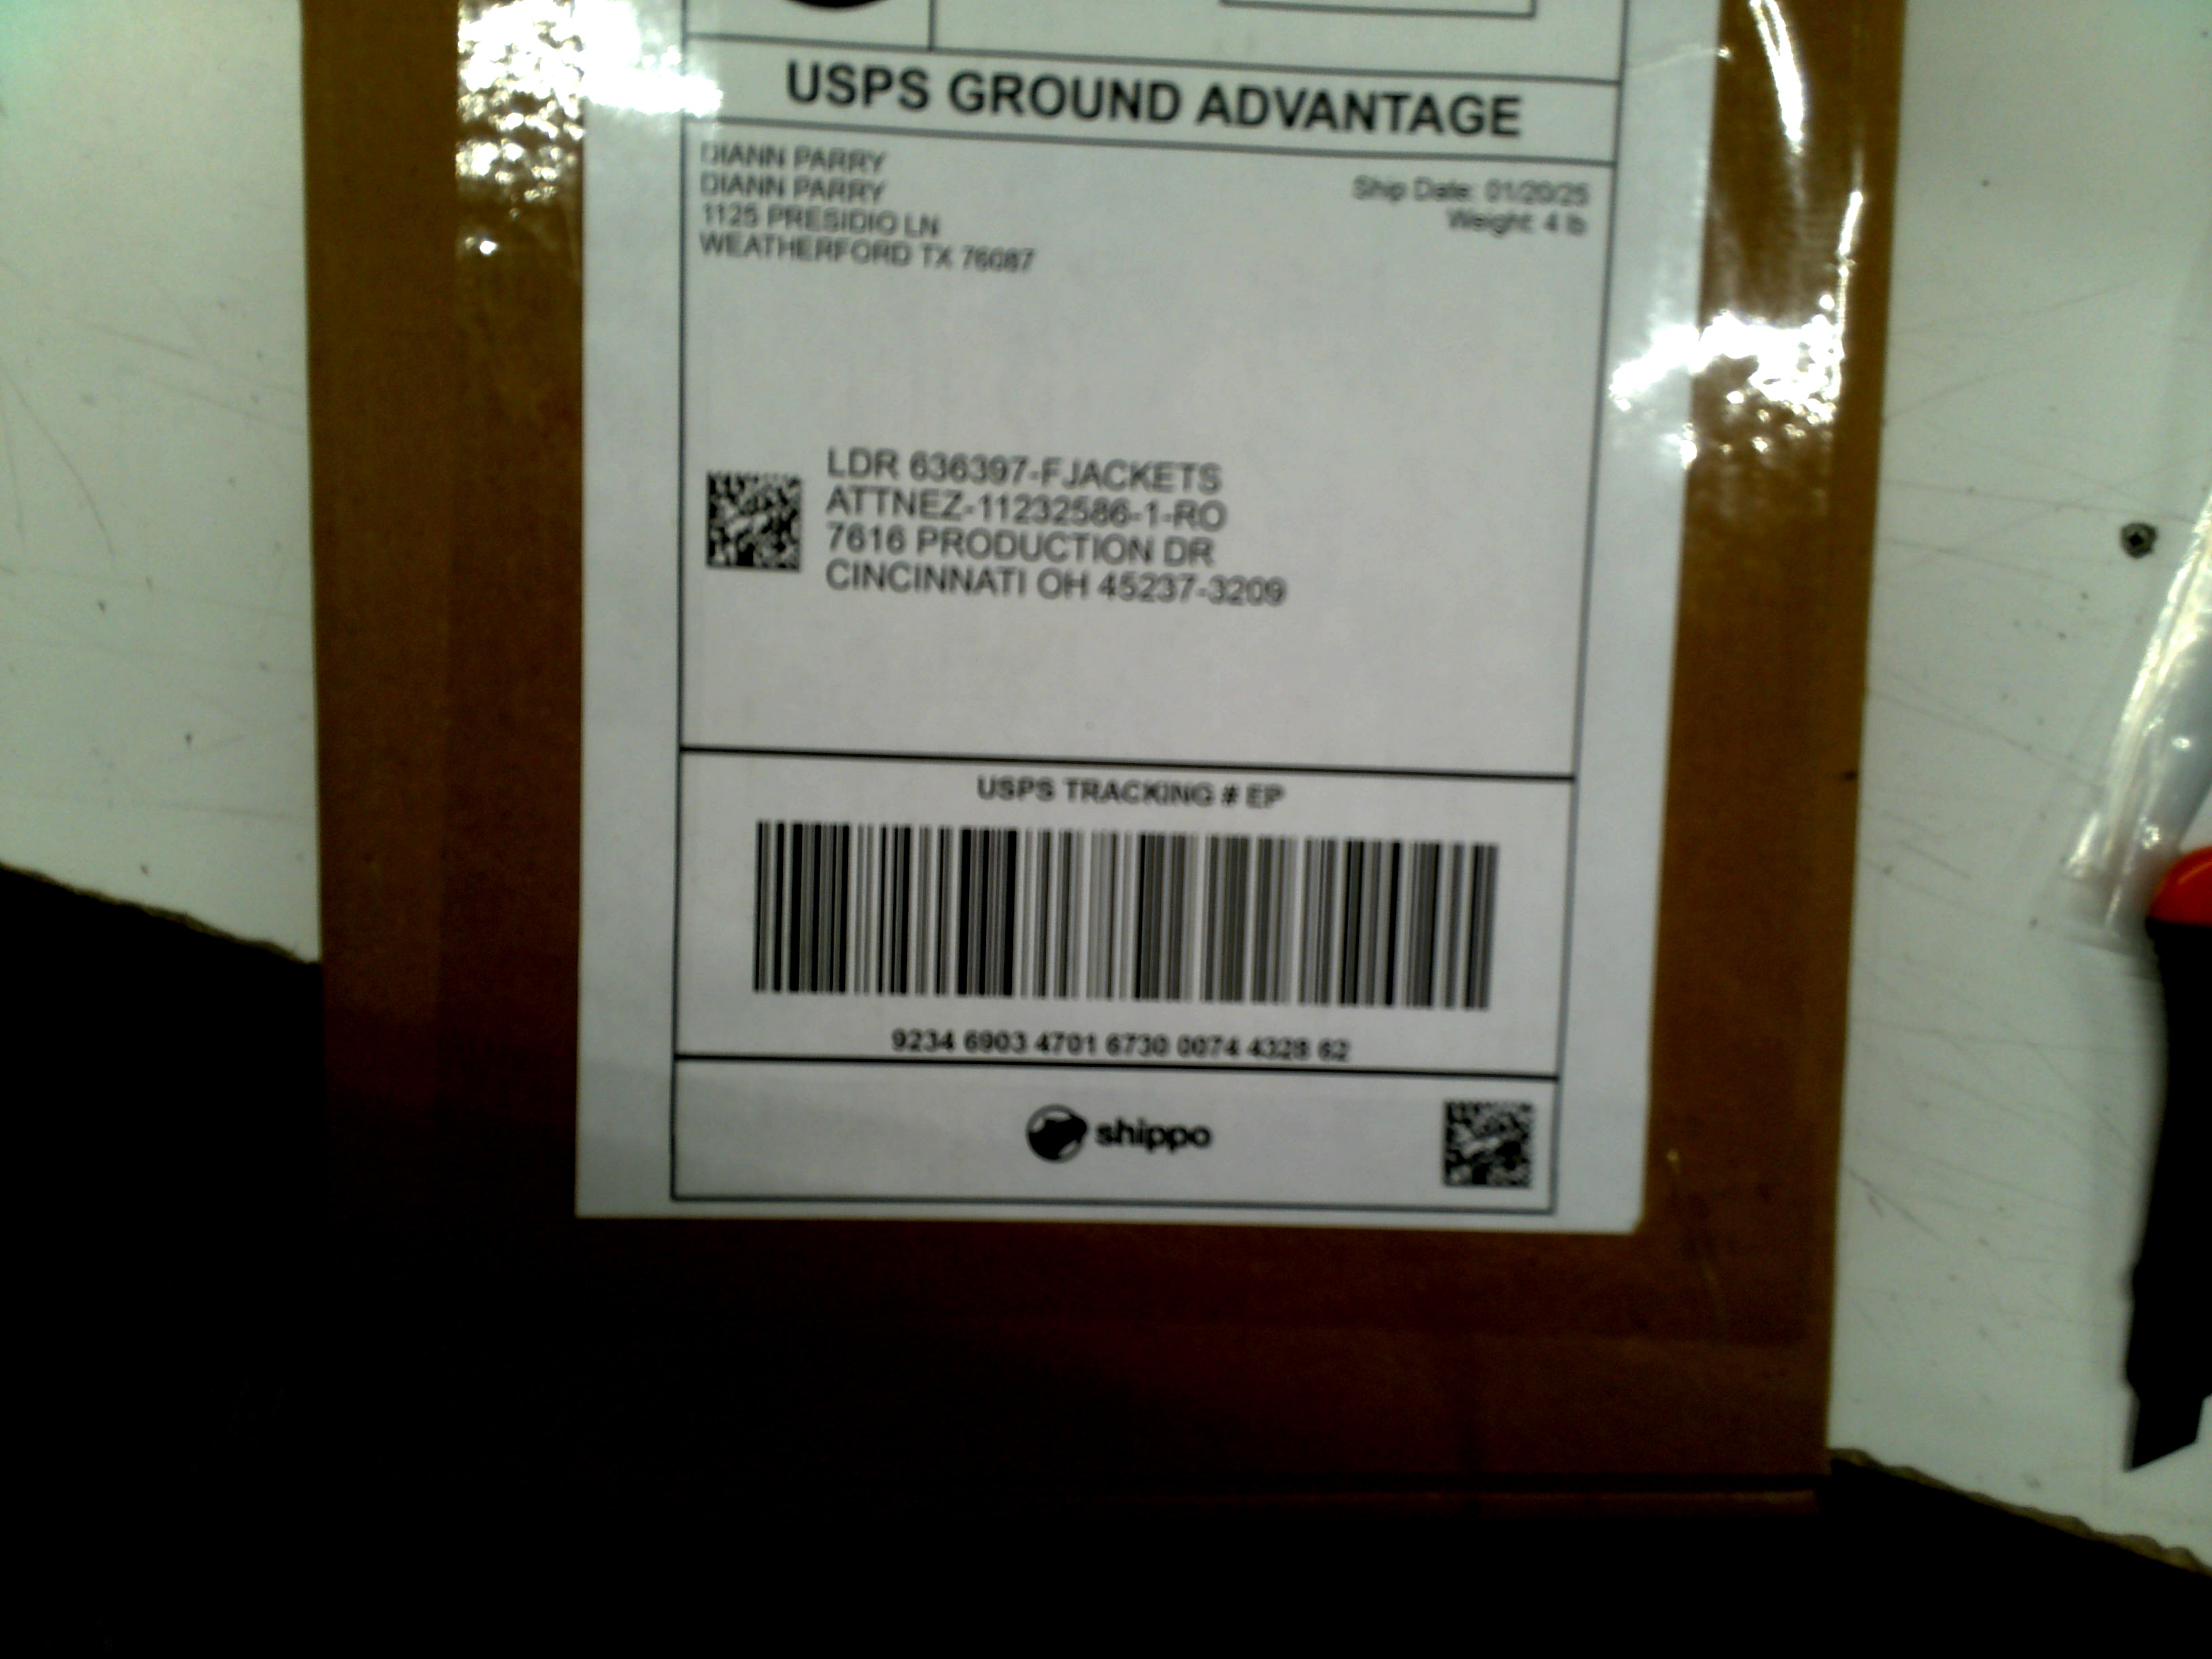 USPS GROUND ADVANTAGE
DIANN PARRY
DIANN PARRY
1125 PRESIDIO LN
WEATHERFORD TX 76087
Ship Date: 01/20/25
Weight: 4 lb
LDR 636397-FJACKETS
ATTNEZ-11232586-1-RO
7616 PRODUCTION DR
CINCINNATI OH 45237-3209
USPS TRACKING # EP
9234 6903 4701 6730 0074 4328 62
shippo